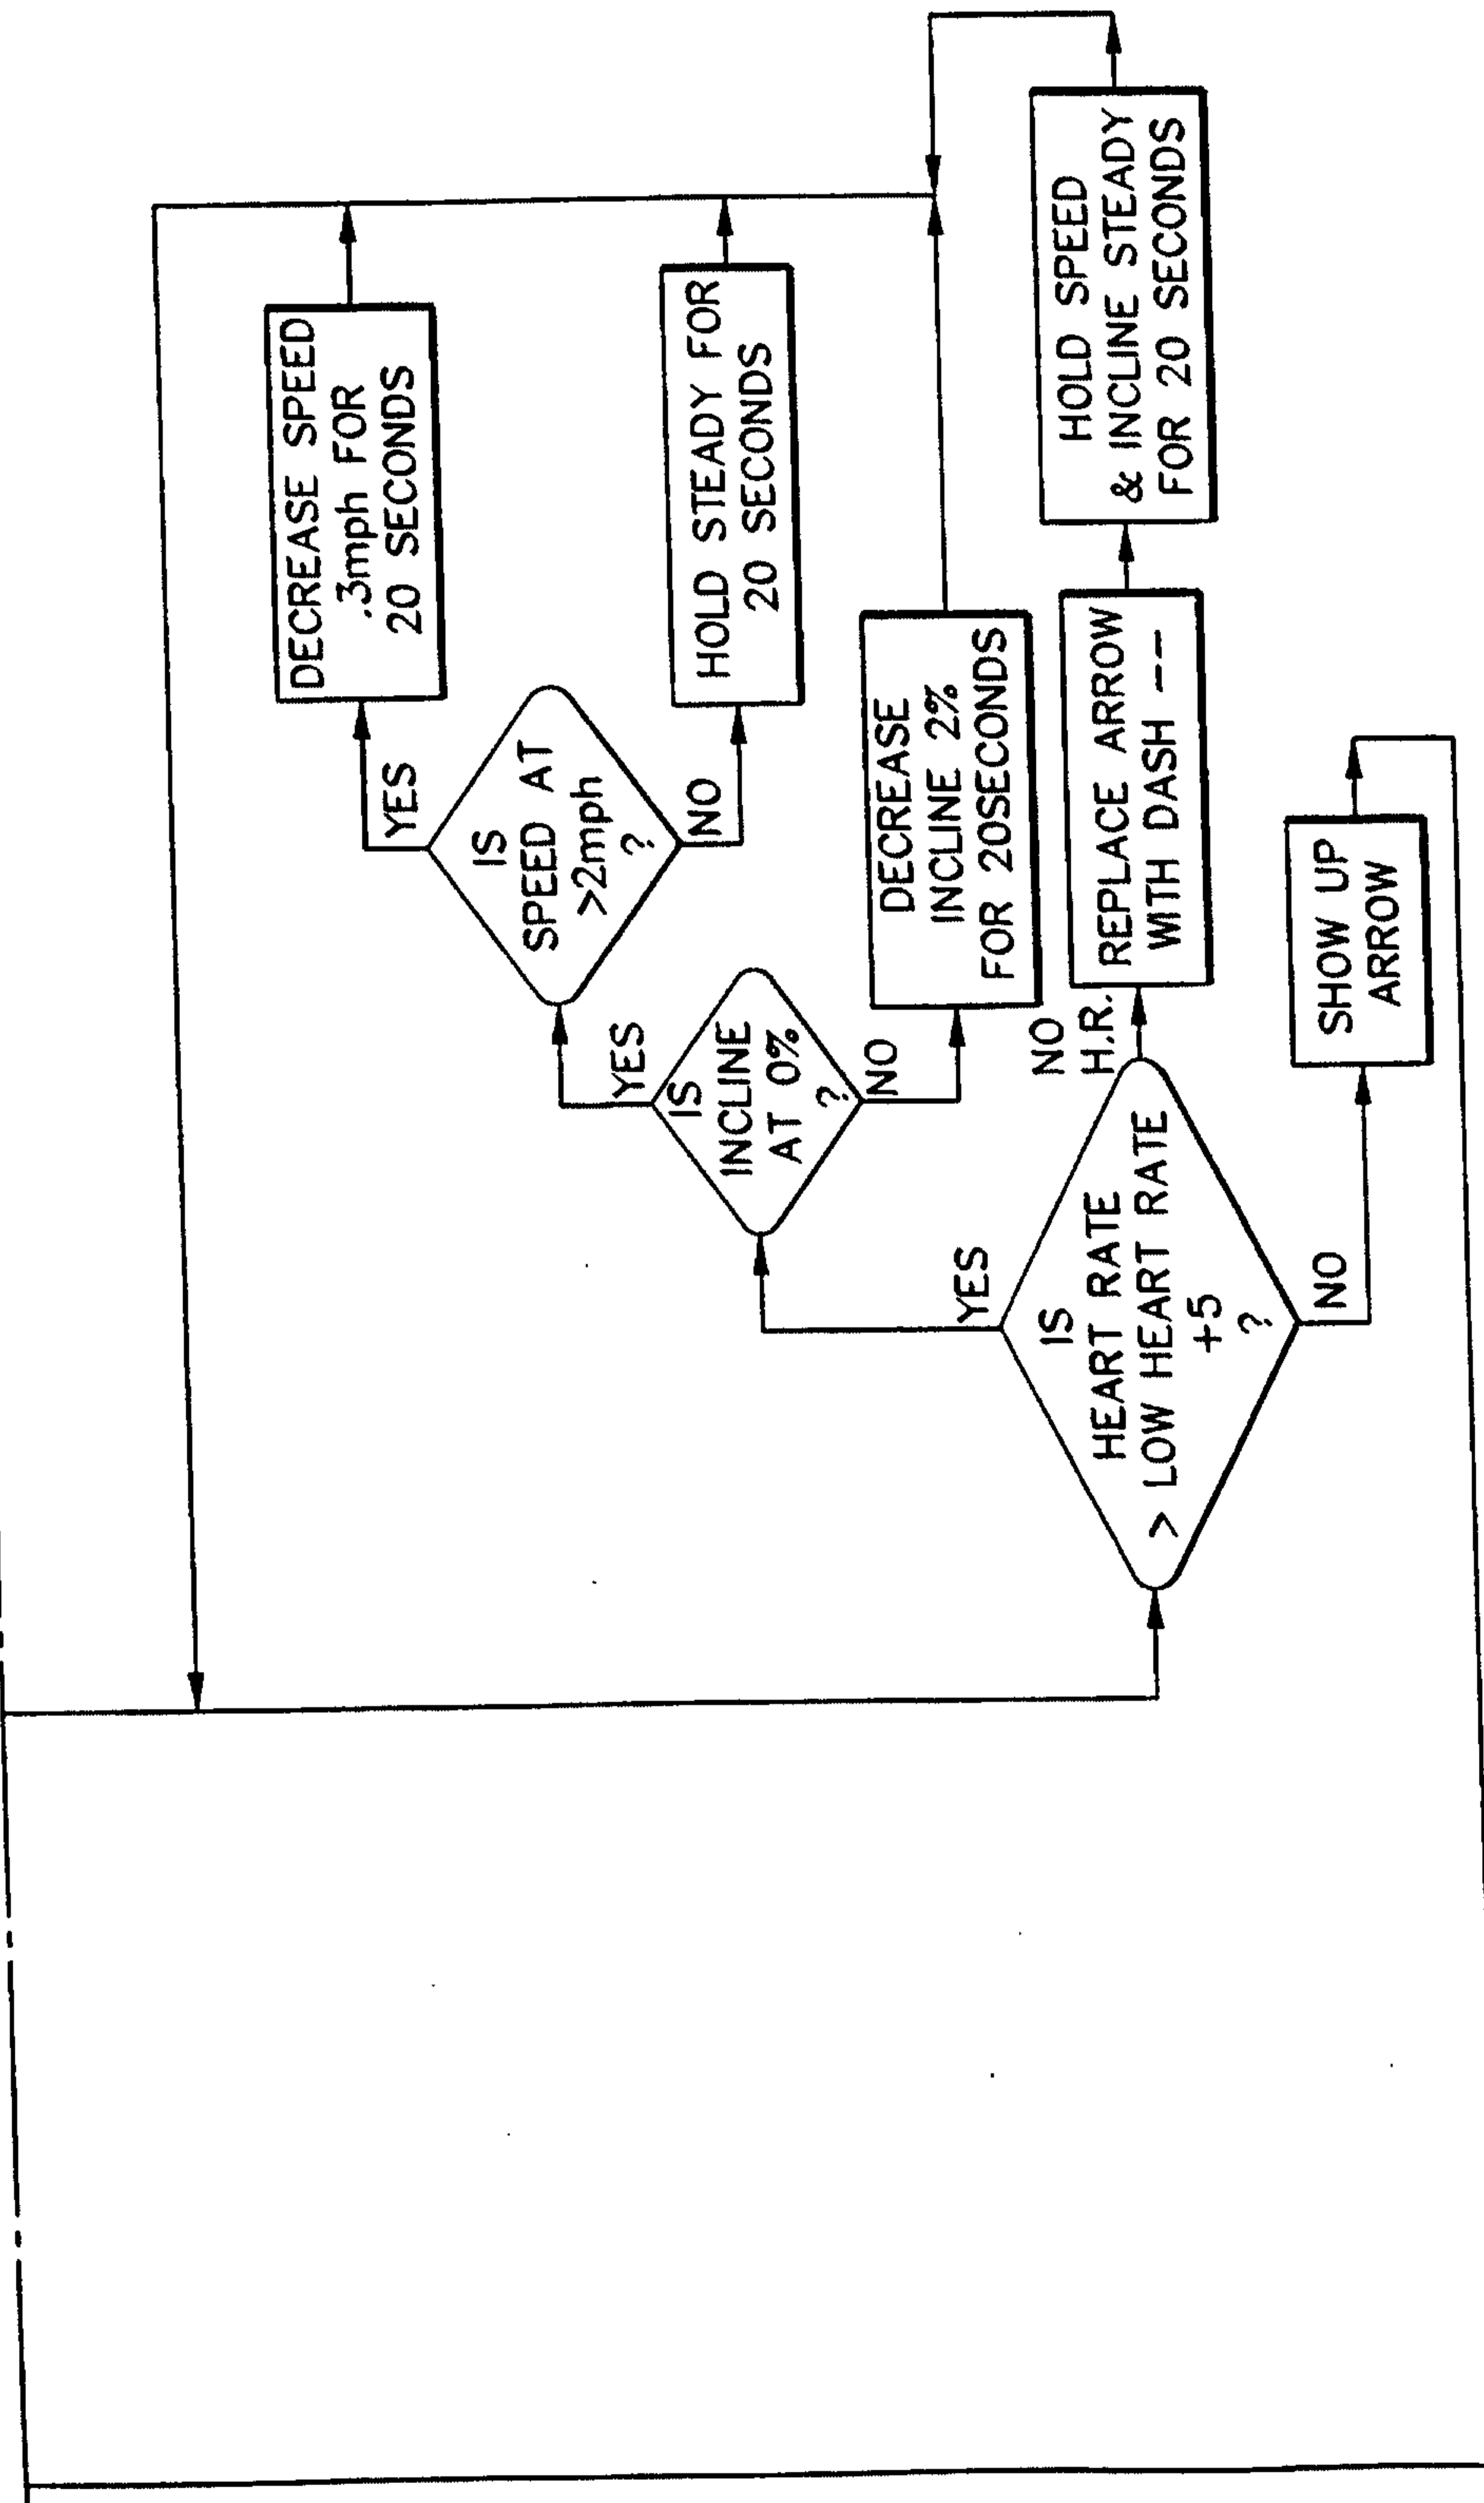 DECREASE SPEED
.3mph FOR
20 SECONDS
YES
IS
SPEED AT
>2mph
?
NO
HOLD STEADY FOR
20 SECONDS
YES
IS
INCLINE
AT 0%
?
NO
DECREASE
INCLINE 2%
FOR 20SECONDS
YES
IS
HEART RATE
> LOW HEART RATE
+5
?
NO
H.R.
REPLACE ARROW
WITH DASH ---
HOLD SPEED
& INCLINE STEADY
FOR 20 SECONDS
NO
SHOW UP
ARROW